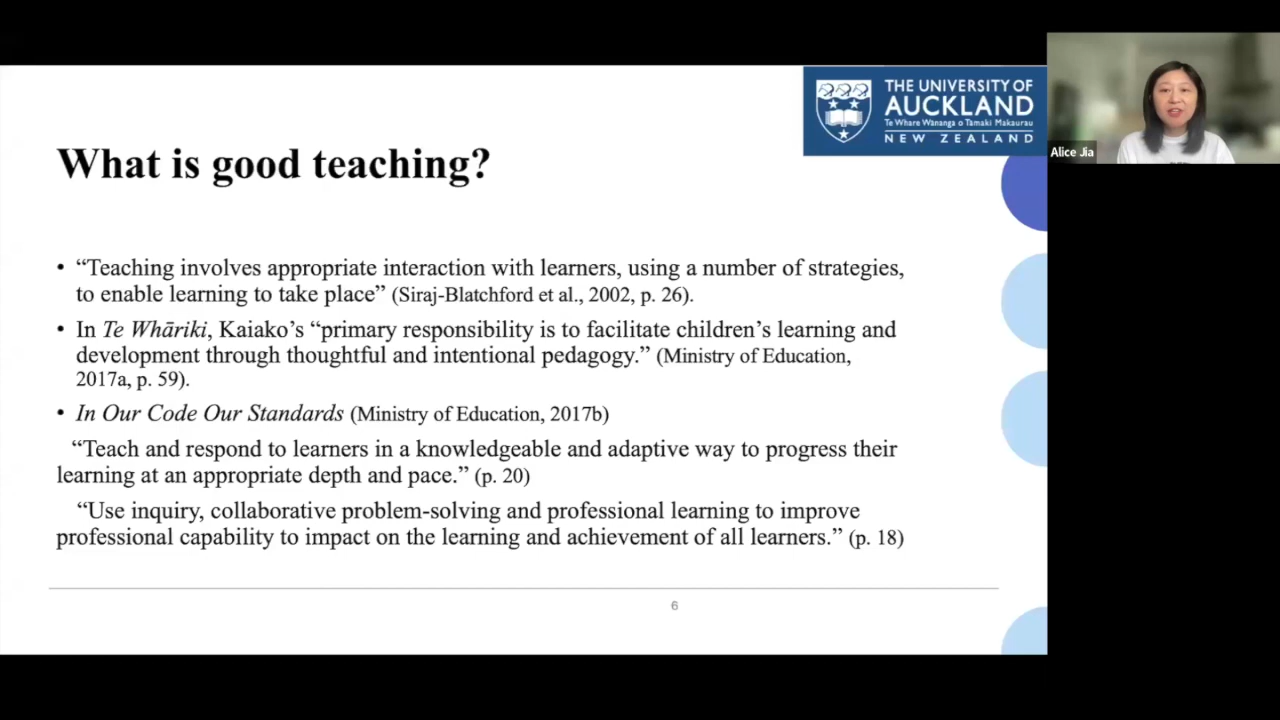 THE UNIVERSITY OF
AUCKLAND
Te Whare Wānanga o Tāmaki Makaurau
NEW ZEALAND
Alice Jia
What is good teaching?
• “Teaching involves appropriate interaction with learners, using a number of strategies,
to enable learning to take place” (Siraj-Blatchford et al., 2002, p. 26).
• In Te Whāriki, Kaiako’s “primary responsibility is to facilitate children’s learning and
development through thoughtful and intentional pedagogy.” (Ministry of Education,
2017a, p. 59).
• In Our Code Our Standards (Ministry of Education, 2017b)
“Teach and respond to learners in a knowledgeable and adaptive way to progress their
learning at an appropriate depth and pace.” (p. 20)
“Use inquiry, collaborative problem-solving and professional learning to improve
professional capability to impact on the learning and achievement of all learners.” (p. 18)
6